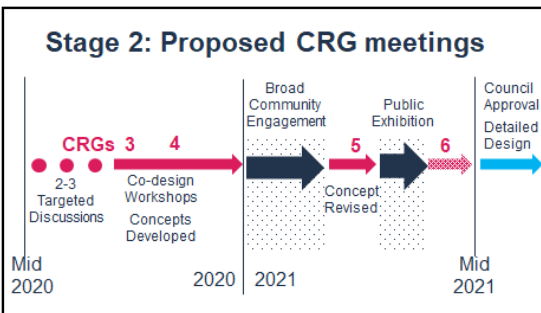 Stage 2: Proposed CRG meetings
Broad
Community
Engagement
Public
Exhibition
Council
Approval
Detailed
Design
CRGs 3 4
5
6
2-3
Targeted
Discussions
Co-design
Workshops
Concepts
Developed
Concept
Revised
Mid
2020
2020
2021
Mid
2021